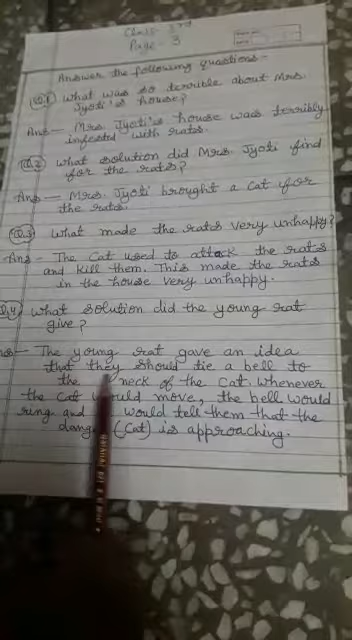 Class - 3rd
Page - 3
Answer the following questions -
Q.1 What was so terrible about Mrs.
Jyoti's house?
Ans - Mrs. Jyoti's house was terribly
infested with rats.
Q.2 What solution did Mrs. Jyoti find
for the rats?
Ans - Mrs. Jyoti brought a cat for
the rats.
Q.3 What made the rats very unhappy?
Ans - The cat used to attack the rats
and kill them. This made the rats
in the house very unhappy.
Q.4 What solution did the young rat
give?
Ans - The young rat gave an idea
that they should tie a bell to
the neck of the cat. Whenever
the cat would move, the bell would
ring and would tell them that the
(cat) is approaching.